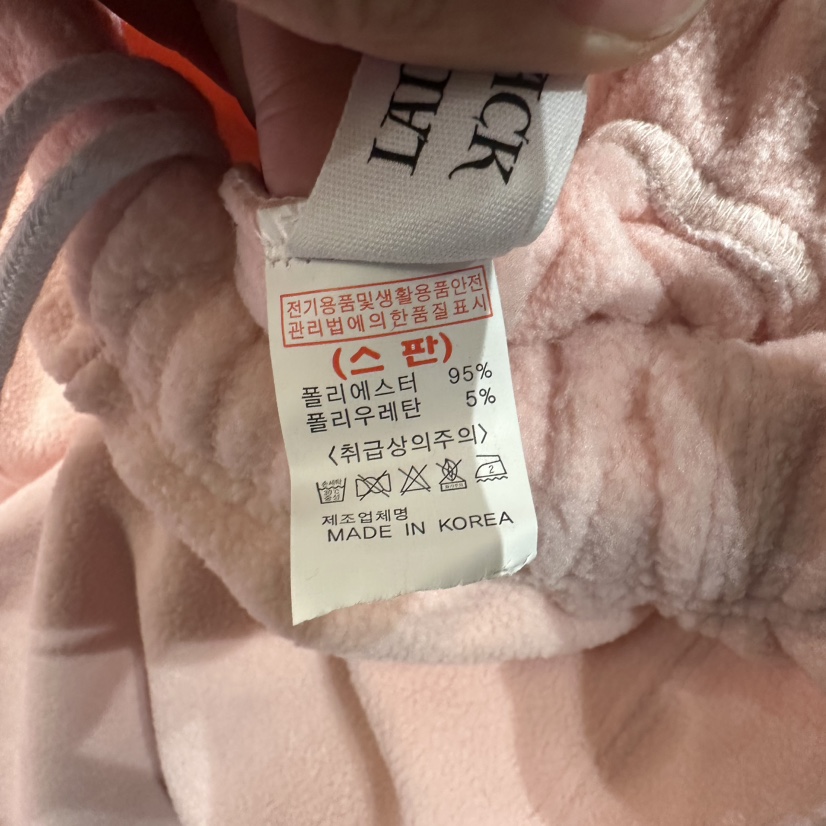 전기용품및생활용품안전
관리법에의한품질표시
(스 판)
폴리에스터 95%
폴리우레탄 5%
〈취급상의주의〉
2
제조업체명
MADE IN KOREA